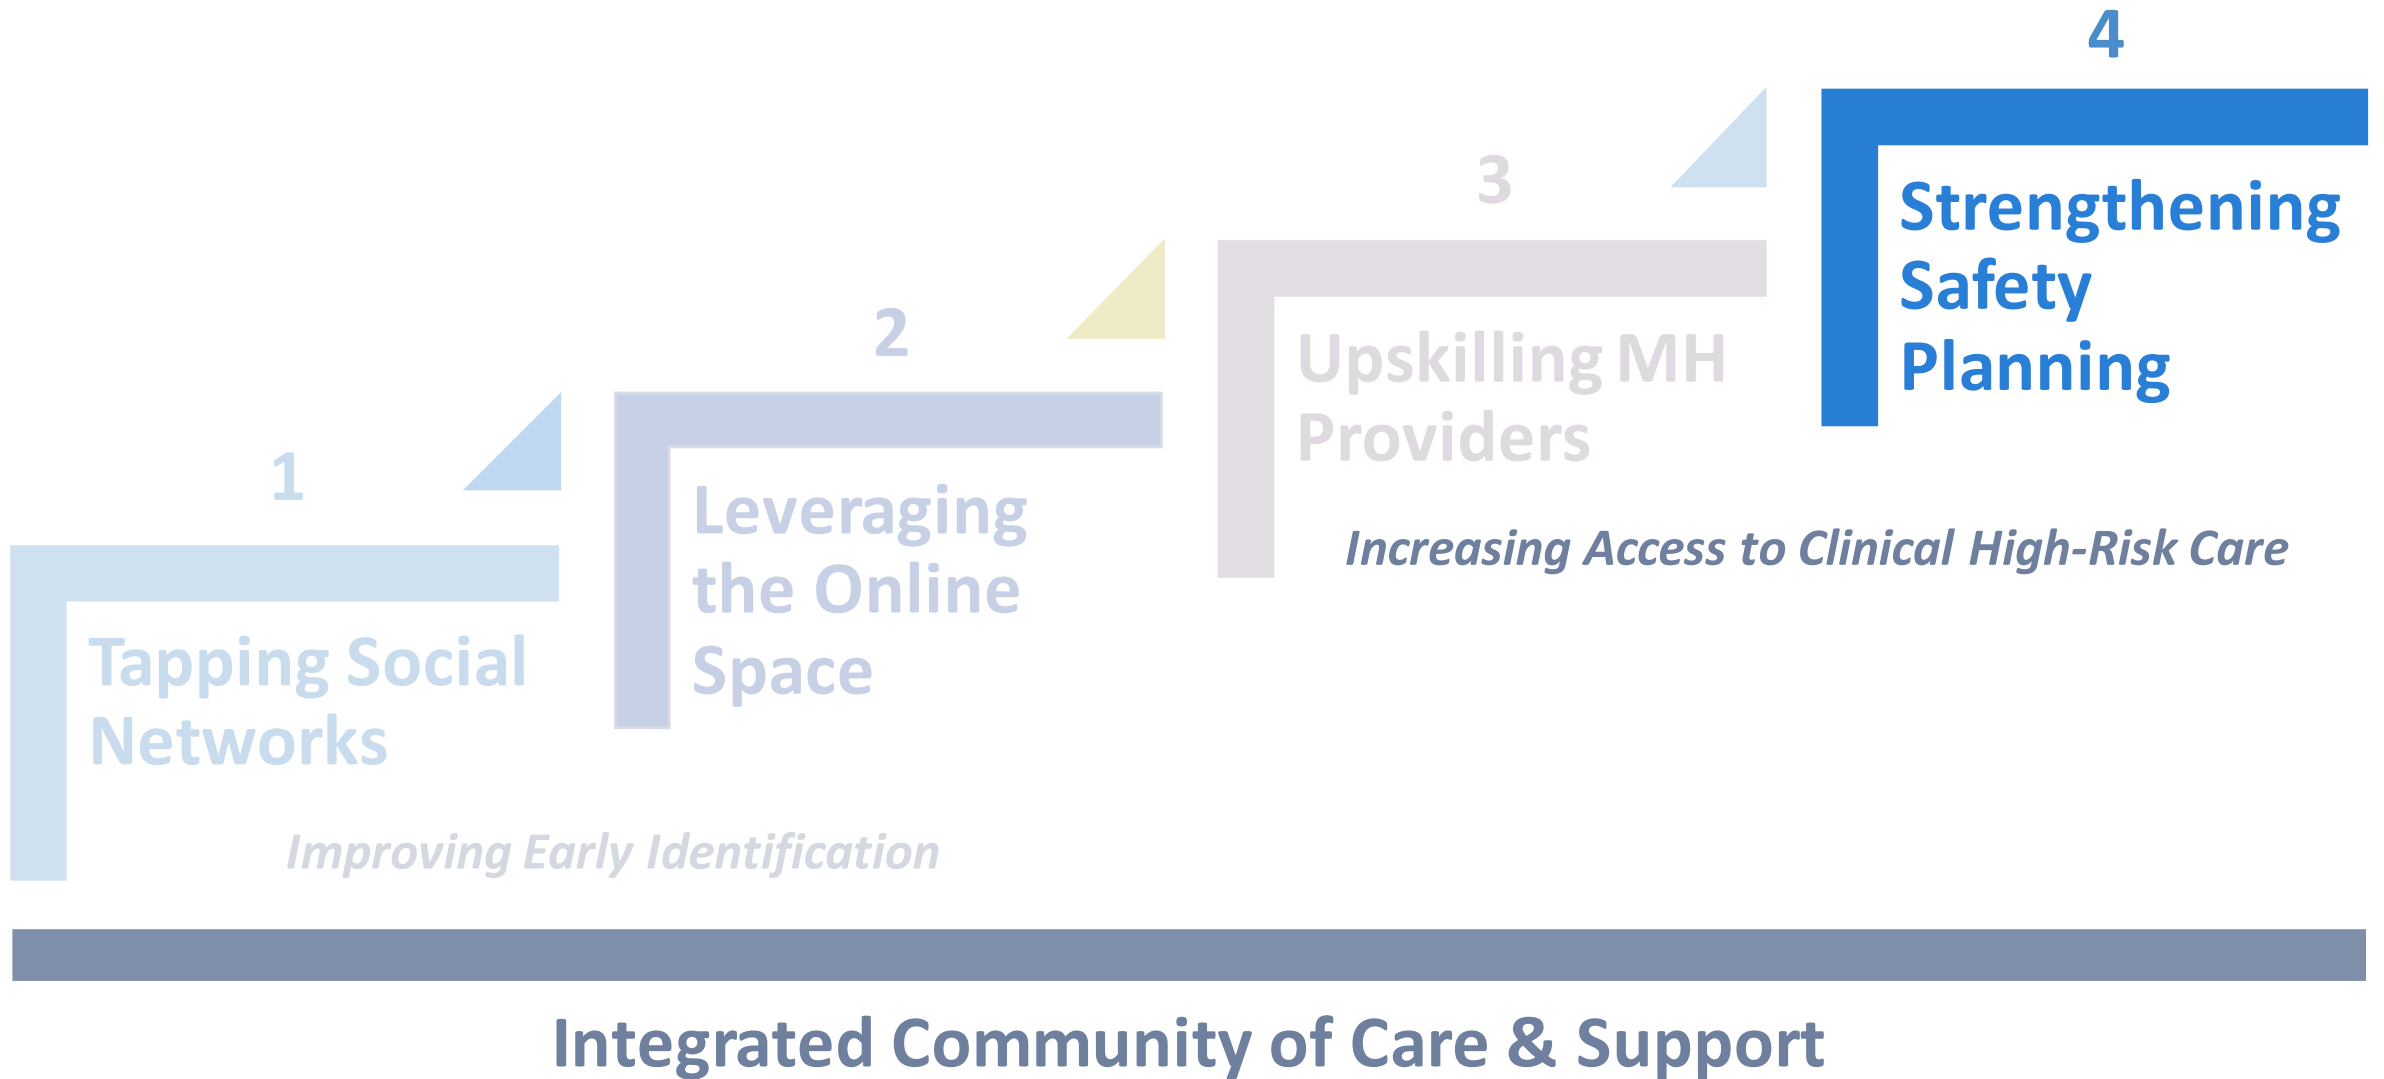 1
Tapping Social
Networks
2
Leveraging
the Online
Space
Improving Early Identification
3
Upskilling MH
Providers
4
Strengthening
Safety
Planning
Increasing Access to Clinical High-Risk Care
Integrated Community of Care & Support